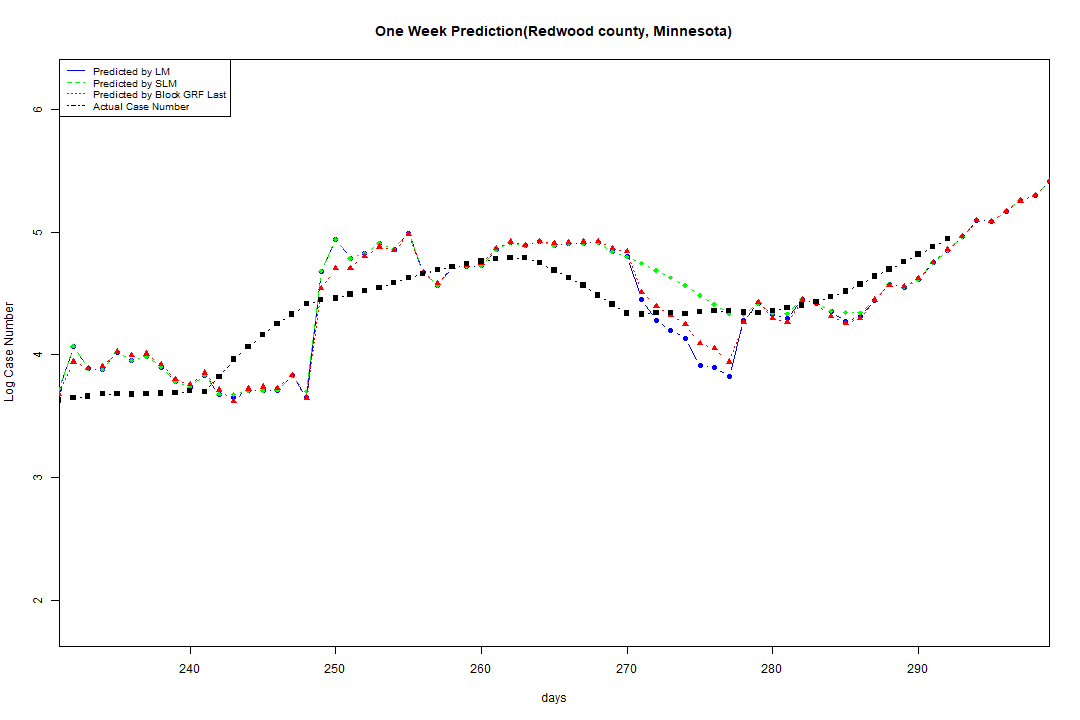 One Week Prediction(Redwood county, Minnesota)
Predicted by LM
Predicted by SLM
Predicted by Block GRF Last
Actual Case Number
Log Case Number
6
5
4
3
2
240 250 260 270 280 290
days